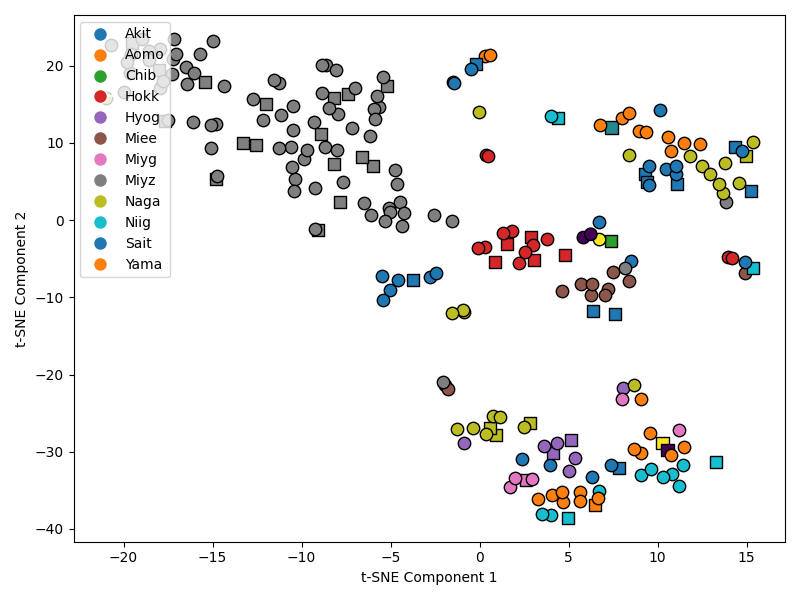 Akit
Aomo
Chib
Hokk
Hyog
Miee
Miyg
Miyz
Naga
Niig
Sait
Yama
20
10
0
−10
−20
−30
−40
t-SNE Component 2
−20
−15
−10
−5
0
5
10
15
t-SNE Component 1